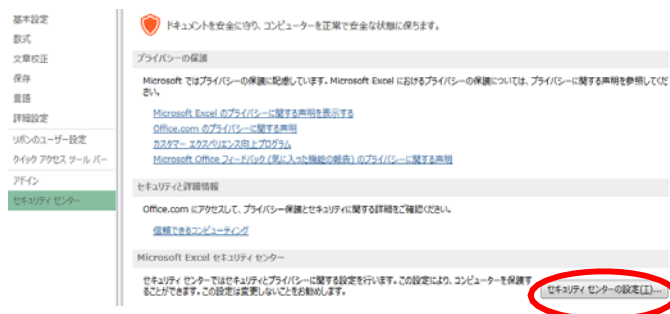 基本設定
数式
文章校正
保存
言語
詳細設定
リボンのユーザー設定
クイック アクセス ツール バー
アドイン
セキュリティ センター
ドキュメントを安全に守り、コンピューターを正常で安全な状態に保ちます。
プライバシーの保護
Microsoft ではプライバシーの保護に配慮しています。Microsoft Excel におけるプライバシーの保護については、プライバシーに関する声明を参照してくだ
さい。
Microsoft Excel のプライバシーに関する声明を表示する
Office.com のプライバシーに関する声明
カスタマー エクスペリエンス向上プログラム
Microsoft Office フィードバック (気に入った機能の報告) のプライバシーに関する声明
セキュリティと詳細情報
Office.com にアクセスして、プライバシー保護とセキュリティに関する詳細をご確認ください。
信頼できるコンピューティング
Microsoft Excel セキュリティ センター
セキュリティ センターではセキュリティとプライバシーに関する設定を行います。この設定により、コンピューターを保護す
ることができます。この設定は変更しないことをお勧めします。
セキュリティ センターの設定(T)...